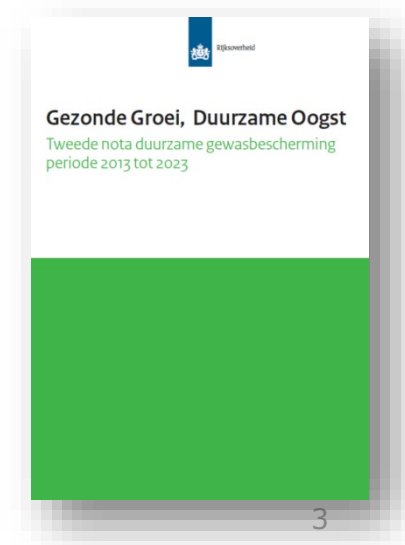 Rijksoverheid
Gezonde Groei, Duurzame Oogst
Tweede nota duurzame gewasbescherming
periode 2013 tot 2023
3